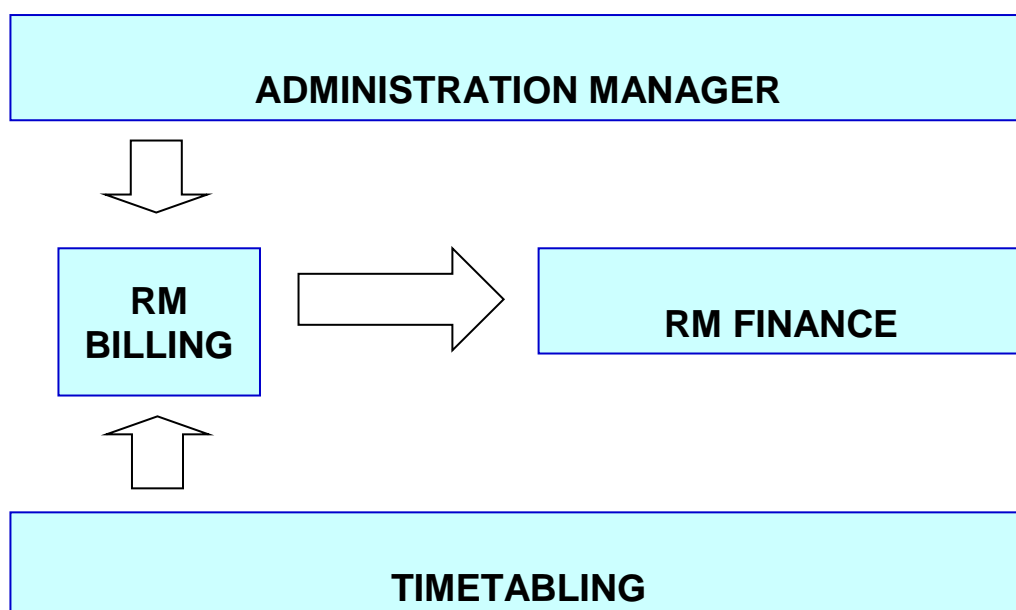 ADMINISTRATION MANAGER
RM
BILLING
RM FINANCE
TIMETABLING